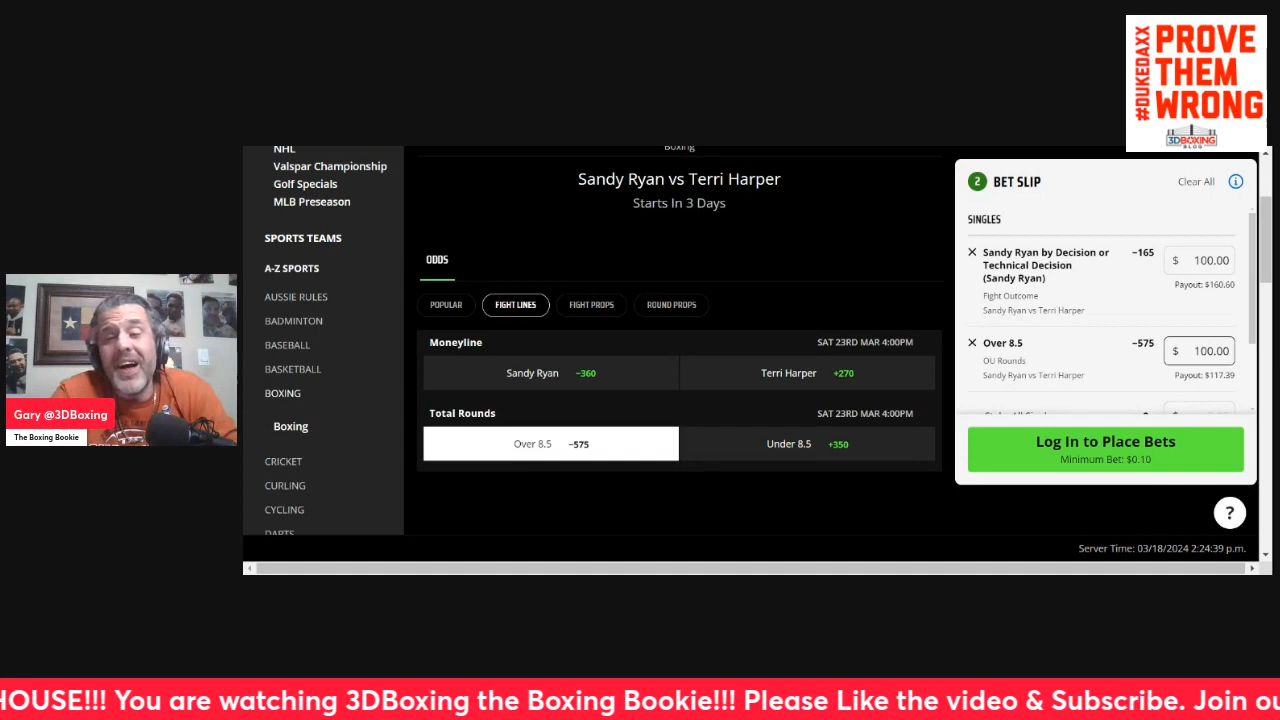 #DUKEDAXX
PROVE
THEM
WRONG
3DBOXING
BLOG
NHL
Valspar Championship
Golf Specials
MLB Preseason
SPORTS TEAMS
A-Z SPORTS
AUSSIE RULES
BADMINTON
BASEBALL
BASKETBALL
BOXING
Boxing
CRICKET
CURLING
CYCLING
DARTS
Boxing
Sandy Ryan vs Terri Harper
Starts In 3 Days
ODDS
POPULAR FIGHT LINES FIGHT PROPS ROUND PROPS
Moneyline SAT 23RD MAR 4:00PM
Sandy Ryan −360 Terri Harper +270
Total Rounds SAT 23RD MAR 4:00PM
Over 8.5 −575 Under 8.5 +350
2 BET SLIP Clear All i
SINGLES
× Sandy Ryan by Decision or −165 $ 100.00
Technical Decision
(Sandy Ryan) Payout: $160.60
Fight Outcome
Sandy Ryan vs Terri Harper
× Over 8.5 −575 $ 100.00
OU Rounds
Sandy Ryan vs Terri Harper Payout: $117.39
Log In to Place Bets
Minimum Bet: $0.10
?
Server Time: 03/18/2024 2:24:39 p.m.
Gary @3DBoxing
The Boxing Bookie
HOUSE!!! You are watching 3DBoxing the Boxing Bookie!!! Please Like the video & Subscribe. Join ou